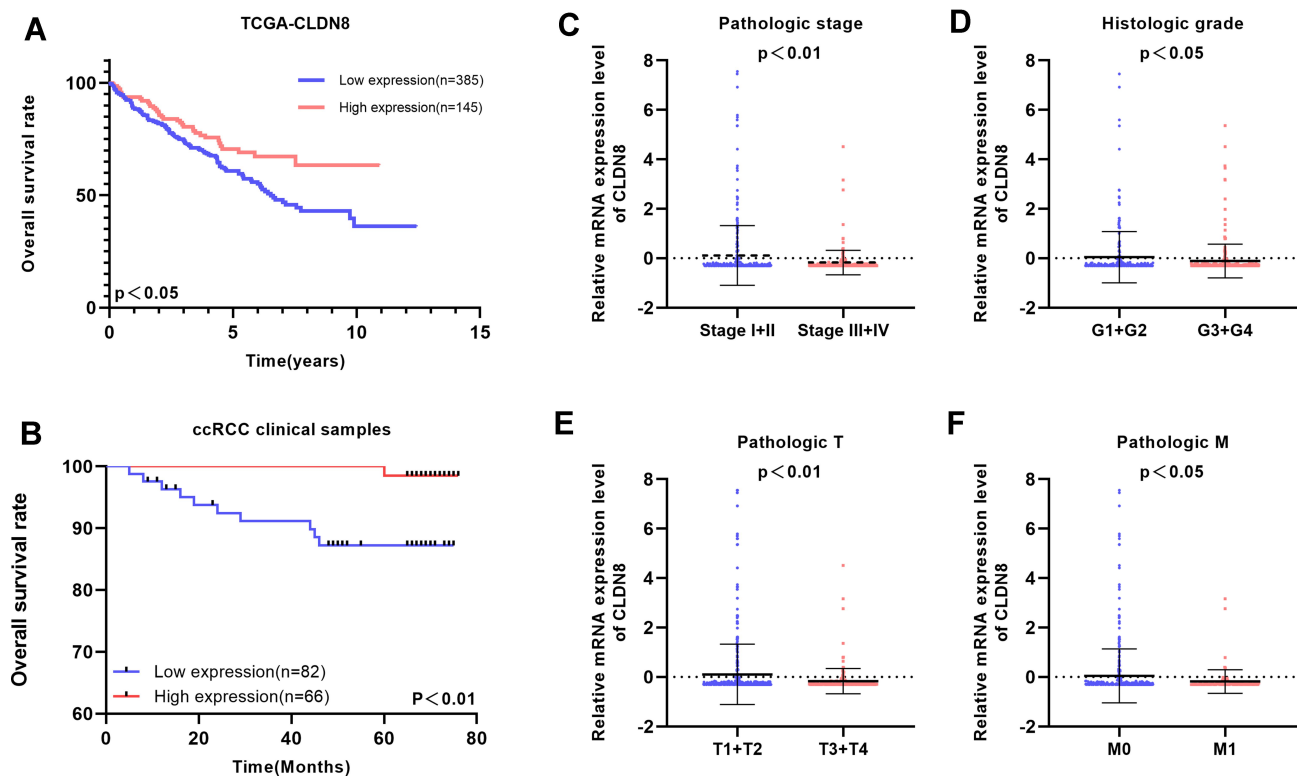 A
TCGA-CLDN8
Low expression(n=385)
High expression(n=145)
Overall survival rate
100
50
0
p<0.05
0
5
10
15
Time(years)
B
ccRCC clinical samples
Overall survival rate
100
90
80
70
60
Low expression(n=82)
High expression(n=66)
P<0.01
0
20
40
60
80
Time(Months)
C
Pathologic stage
p<0.01
Relative mRNA expression level
of CLDN8
8
6
4
2
0
-2
Stage I+II
Stage III+IV
D
Histologic grade
p<0.05
Relative mRNA expression level
of CLDN8
8
6
4
2
0
-2
G1+G2
G3+G4
E
Pathologic T
p<0.01
Relative mRNA expression level
of CLDN8
8
6
4
2
0
-2
T1+T2
T3+T4
F
Pathologic M
p<0.05
Relative mRNA expression level
of CLDN8
8
6
4
2
0
-2
M0
M1